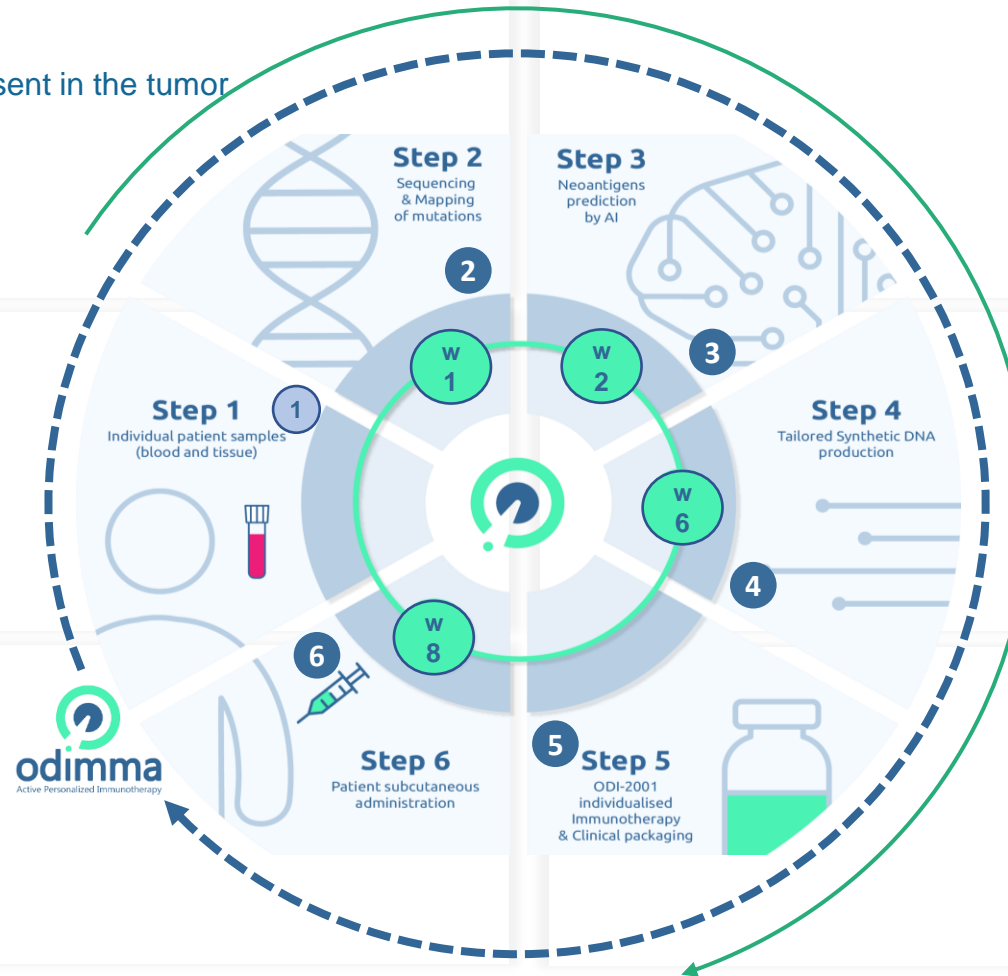 sent in the tumor
Step 2
Sequencing
& Mapping
of mutations
2
Step 3
Neoantigens
prediction
by AI
3
W
1
W
2
Step 1
1
Individual patient samples
(blood and tissue)
Step 4
Tailored Synthetic DNA
production
W
6
4
W
8
6
Step 6
Patient subcutaneous
administration
5
Step 5
ODI-2001
individualised
Immunotherapy
& Clinical packaging
odimma
Active Personalized Immunotherapy